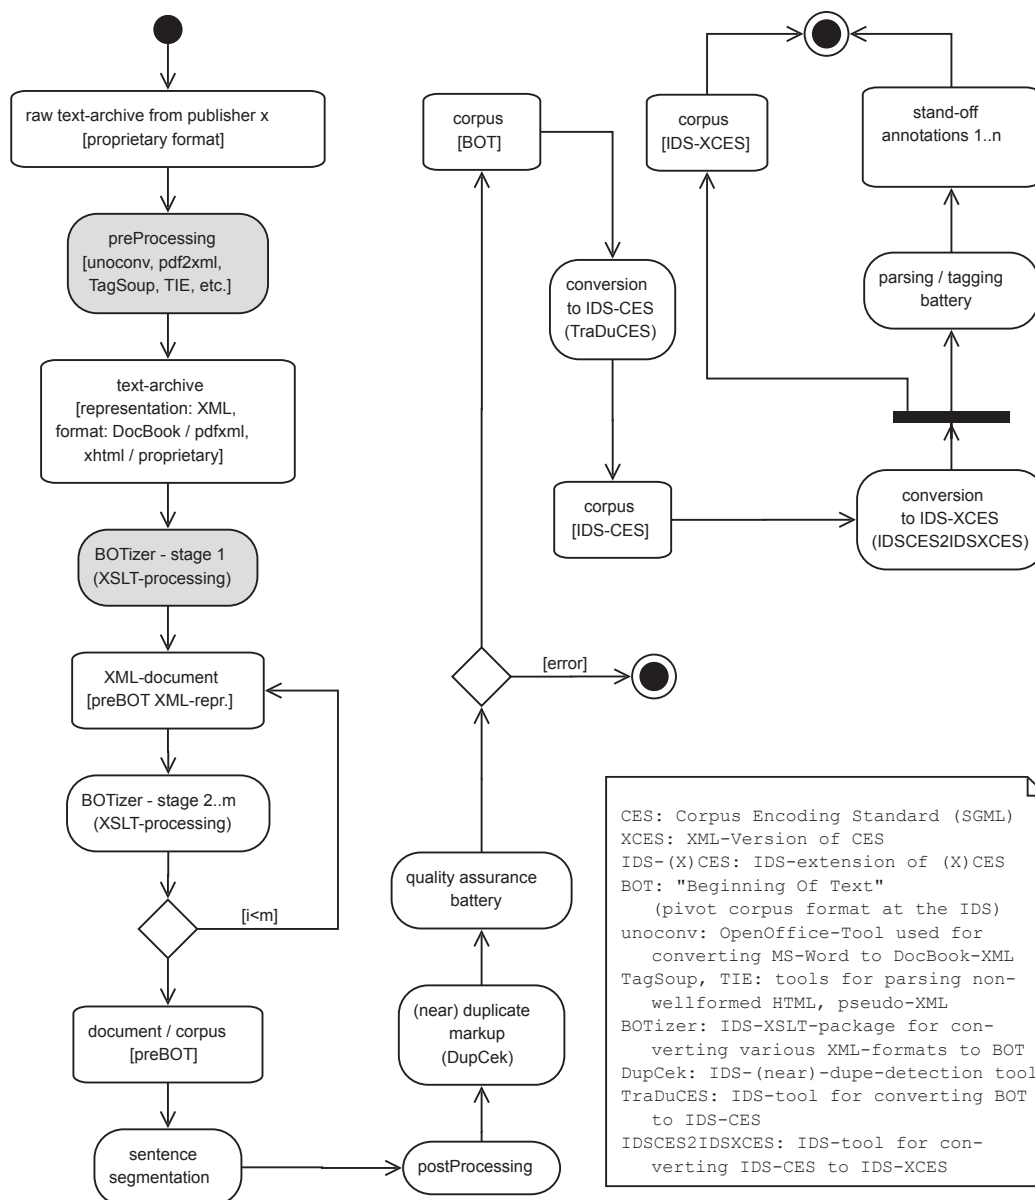 raw text-archive from publisher x
[proprietary format]
preProcessing
[unoconv, pdf2xml,
TagSoup, TIE, etc.]
text-archive
[representation: XML,
format: DocBook / pdfxml,
xhtml / proprietary]
BOTizer - stage 1
(XSLT-processing)
XML-document
[preBOT XML-repr.]
BOTizer - stage 2..m
(XSLT-processing)
[i<m]
document / corpus
[preBOT]
sentence
segmentation
postProcessing
(near) duplicate
markup
(DupCek)
quality assurance
battery
[error]
corpus
[BOT]
conversion
to IDS-CES
(TraDuCES)
corpus
[IDS-CES]
conversion
to IDS-XCES
(IDSCES2IDSXCES)
corpus
[IDS-XCES]
parsing / tagging
battery
stand-off
annotations 1..n
CES: Corpus Encoding Standard (SGML)
XCES: XML-Version of CES
IDS-(X)CES: IDS-extension of (X)CES
BOT: "Beginning Of Text"
(pivot corpus format at the IDS)
unoconv: OpenOffice-Tool used for
converting MS-Word to DocBook-XML
TagSoup, TIE: tools for parsing non-
wellformed HTML, pseudo-XML
BOTizer: IDS-XSLT-package for con-
verting various XML-formats to BOT
DupCek: IDS-(near)-dupe-detection tool
TraDuCES: IDS-tool for converting BOT
to IDS-CES
IDSCES2IDSXCES: IDS-tool for con-
verting IDS-CES to IDS-XCES